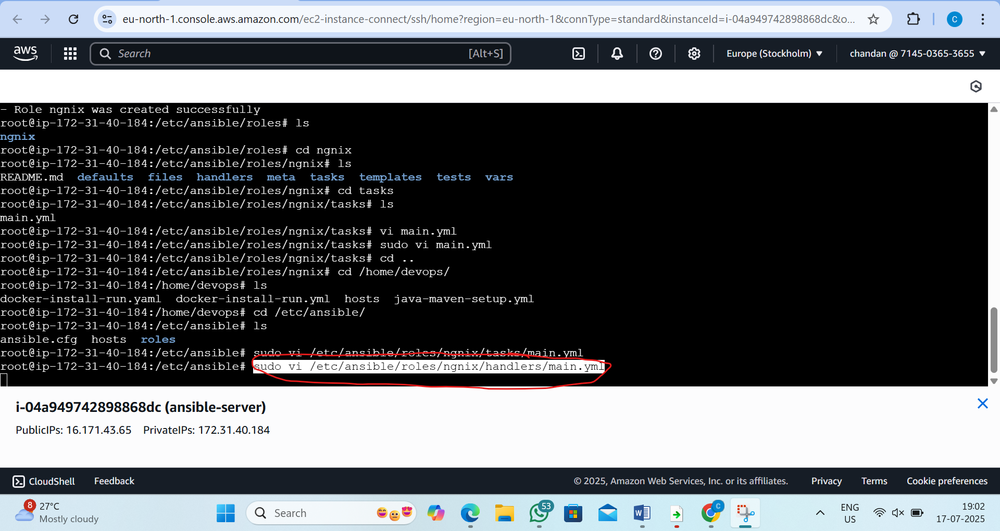 eu-north-1.console.aws.amazon.com/ec2-instance-connect/ssh/home?region=eu-north-1&connType=standard&instanceId=i-04a949742898868dc&o...
C
aws
Search
[Alt+S]
Europe (Stockholm)
chandan @ 7145-0365-3655
- Role ngnix was created successfully
root@ip-172-31-40-184:/etc/ansible/roles# ls
ngnix
root@ip-172-31-40-184:/etc/ansible/roles# cd ngnix
root@ip-172-31-40-184:/etc/ansible/roles/ngnix# ls
README.md  defaults  files  handlers  meta  tasks  templates  tests  vars
root@ip-172-31-40-184:/etc/ansible/roles/ngnix# cd tasks
root@ip-172-31-40-184:/etc/ansible/roles/ngnix/tasks# ls
main.yml
root@ip-172-31-40-184:/etc/ansible/roles/ngnix/tasks# vi main.yml
root@ip-172-31-40-184:/etc/ansible/roles/ngnix/tasks# sudo vi main.yml
root@ip-172-31-40-184:/etc/ansible/roles/ngnix/tasks# cd ..
root@ip-172-31-40-184:/etc/ansible/roles/ngnix# cd /home/devops/
root@ip-172-31-40-184:/home/devops# ls
docker-install-run.yaml  docker-install-run.yml  hosts  java-maven-setup.yml
root@ip-172-31-40-184:/home/devops# cd /etc/ansible/
root@ip-172-31-40-184:/etc/ansible# ls
ansible.cfg  hosts  roles
root@ip-172-31-40-184:/etc/ansible# sudo vi /etc/ansible/roles/ngnix/tasks/main.yml
root@ip-172-31-40-184:/etc/ansible# sudo vi /etc/ansible/roles/ngnix/handlers/main.yml
i-04a949742898868dc (ansible-server)
PublicIPs: 16.171.43.65    PrivateIPs: 172.31.40.184
CloudShell
Feedback
© 2025, Amazon Web Services, Inc. or its affiliates.
Privacy
Terms
Cookie preferences
8
27°C
Mostly cloudy
Search
53
W
C
ENG
US
19:02
17-07-2025